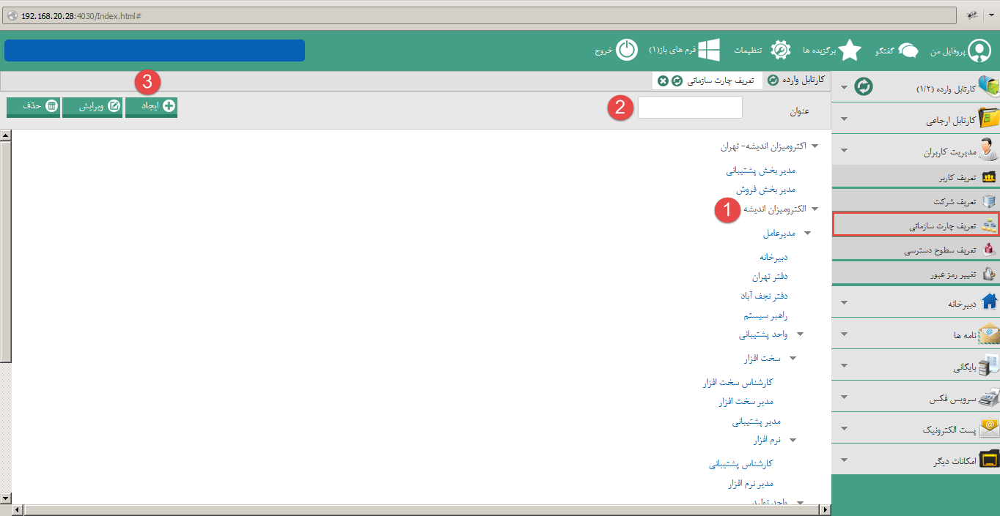 192.168.20.28:4030/Index.html#
پروفایل من
گفتگو
برگزیده ها
تنظیمات
فرم های باز(۱)
خروج
کارتابل وارده
تعریف چارت سازمانی
3
عنوان
2
ایجاد
ویرایش
حذف
کارتابل وارده (۱/۲)
کارتابل ارجاعی
مدیریت کاربران
تعریف کاربر
تعریف شرکت
تعریف چارت سازمانی
تعریف سطوح دسترسی
تغییر رمز عبور
دبیرخانه
نامه ها
بایگانی
سرویس فکس
پست الکترونیک
امکانات دیگر
اکترومیزان اندیشه- تهران
مدیر بخش پشتیبانی
مدیر بخش فروش
الکترومیزان اندیشه
1
مدیرعامل
دبیرخانه
دفتر تهران
دفتر نجف آباد
راهبر سیستم
واحد پشتیبانی
سخت افزار
کارشناس سخت افزار
مدیر سخت افزار
مدیر پشتیبانی
نرم افزار
کارشناس پشتیبانی
مدیر نرم افزار
واحد تولید